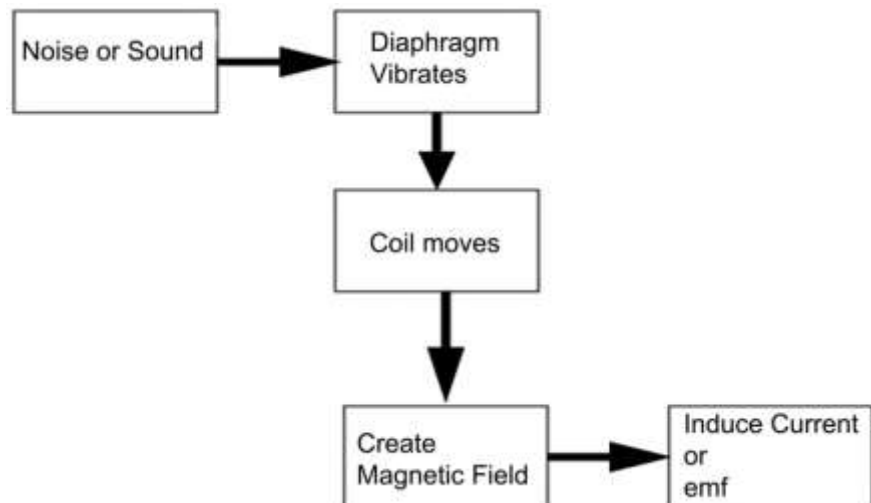 Noise or Sound
Diaphragm
Vibrates
Coil moves
Create
Magnetic Field
Induce Current
or
emf